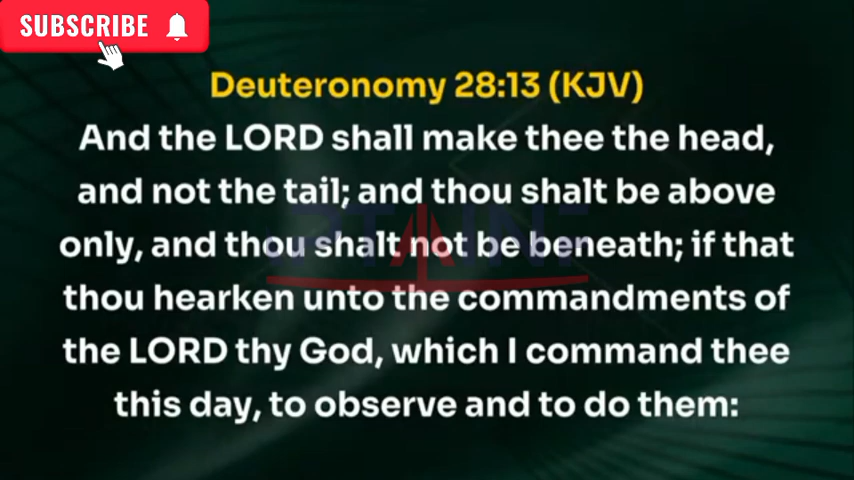 SUBSCRIBE
Deuteronomy 28:13 (KJV)
And the LORD shall make thee the head,
and not the tail; and thou shalt be above
only, and thou shalt not be beneath; if that
thou hearken unto the commandments of
the LORD thy God, which I command thee
this day, to observe and to do them: